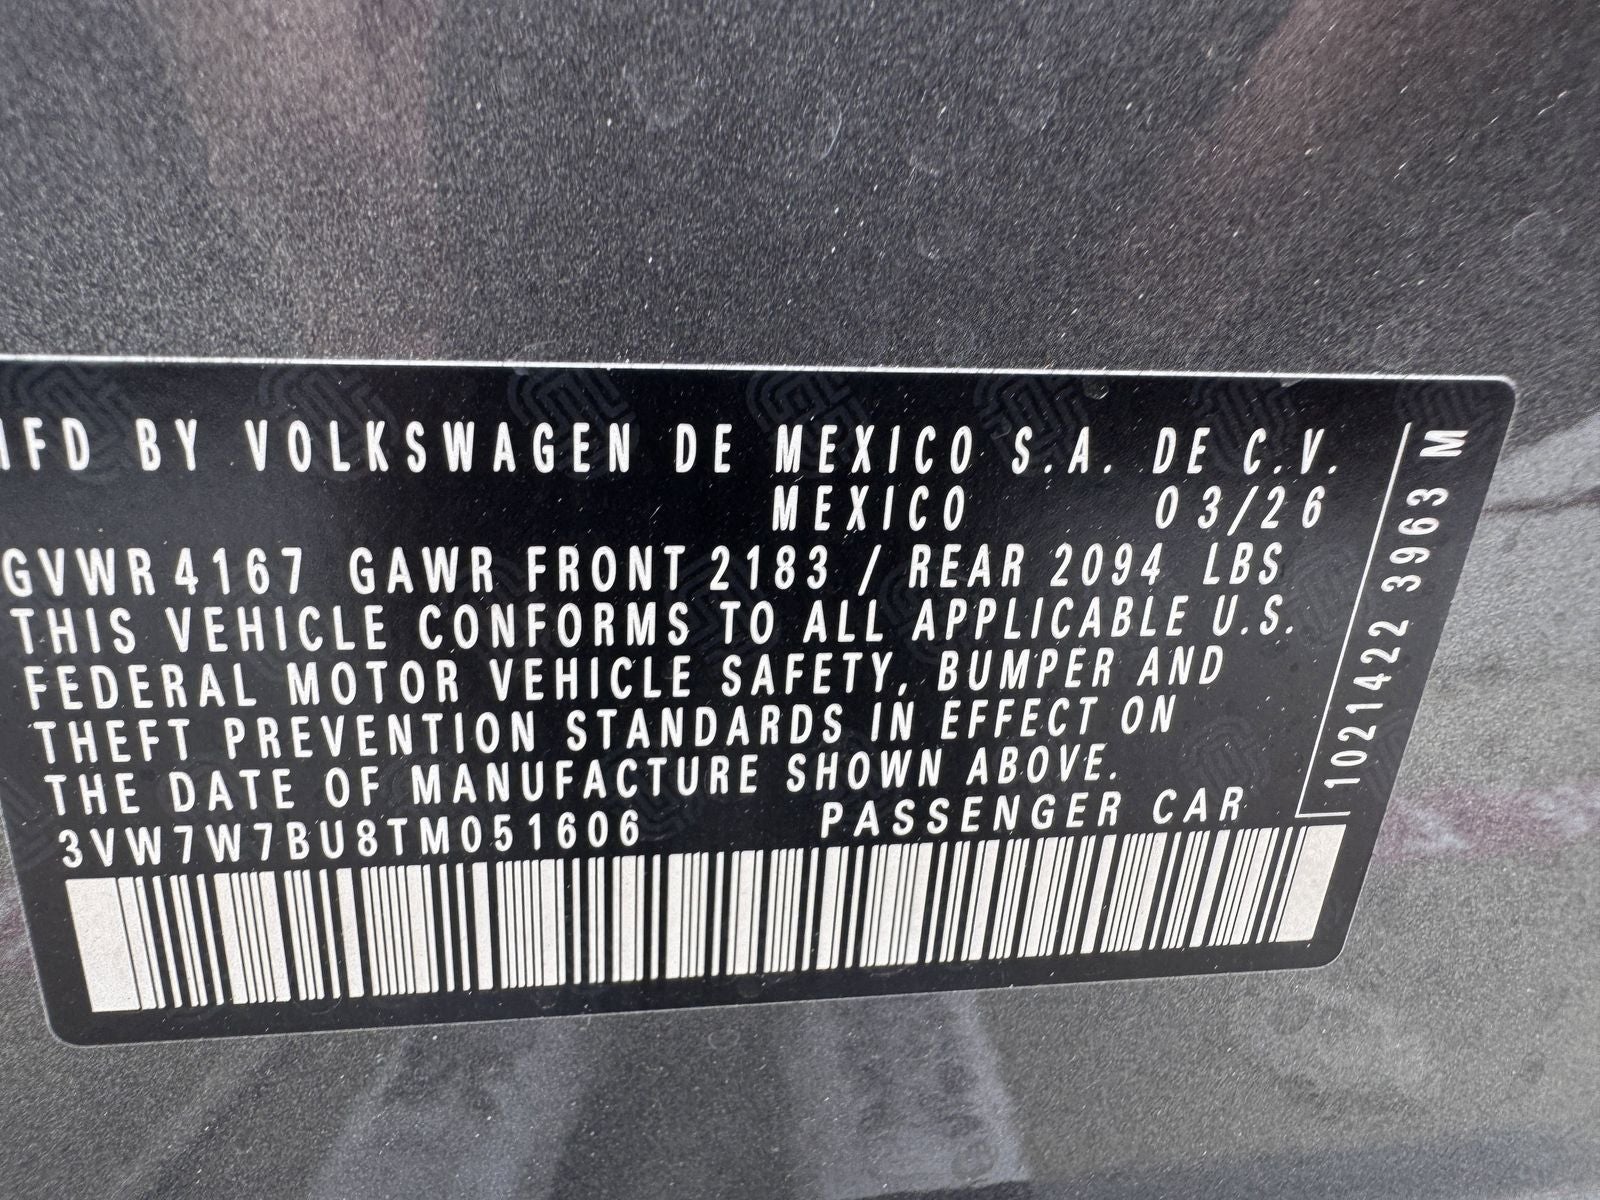 MFD BY VOLKSWAGEN DE MEXICO S.A. DE C.V.
MEXICO 03/26
GVWR 4167 GAWR FRONT 2183 / REAR 2094 LBS
THIS VEHICLE CONFORMS TO ALL APPLICABLE U.S.
FEDERAL MOTOR VEHICLE SAFETY, BUMPER AND
THEFT PREVENTION STANDARDS IN EFFECT ON
THE DATE OF MANUFACTURE SHOWN ABOVE.
3VW7W7BU8TM051606 PASSENGER CAR
1021422 3963 M